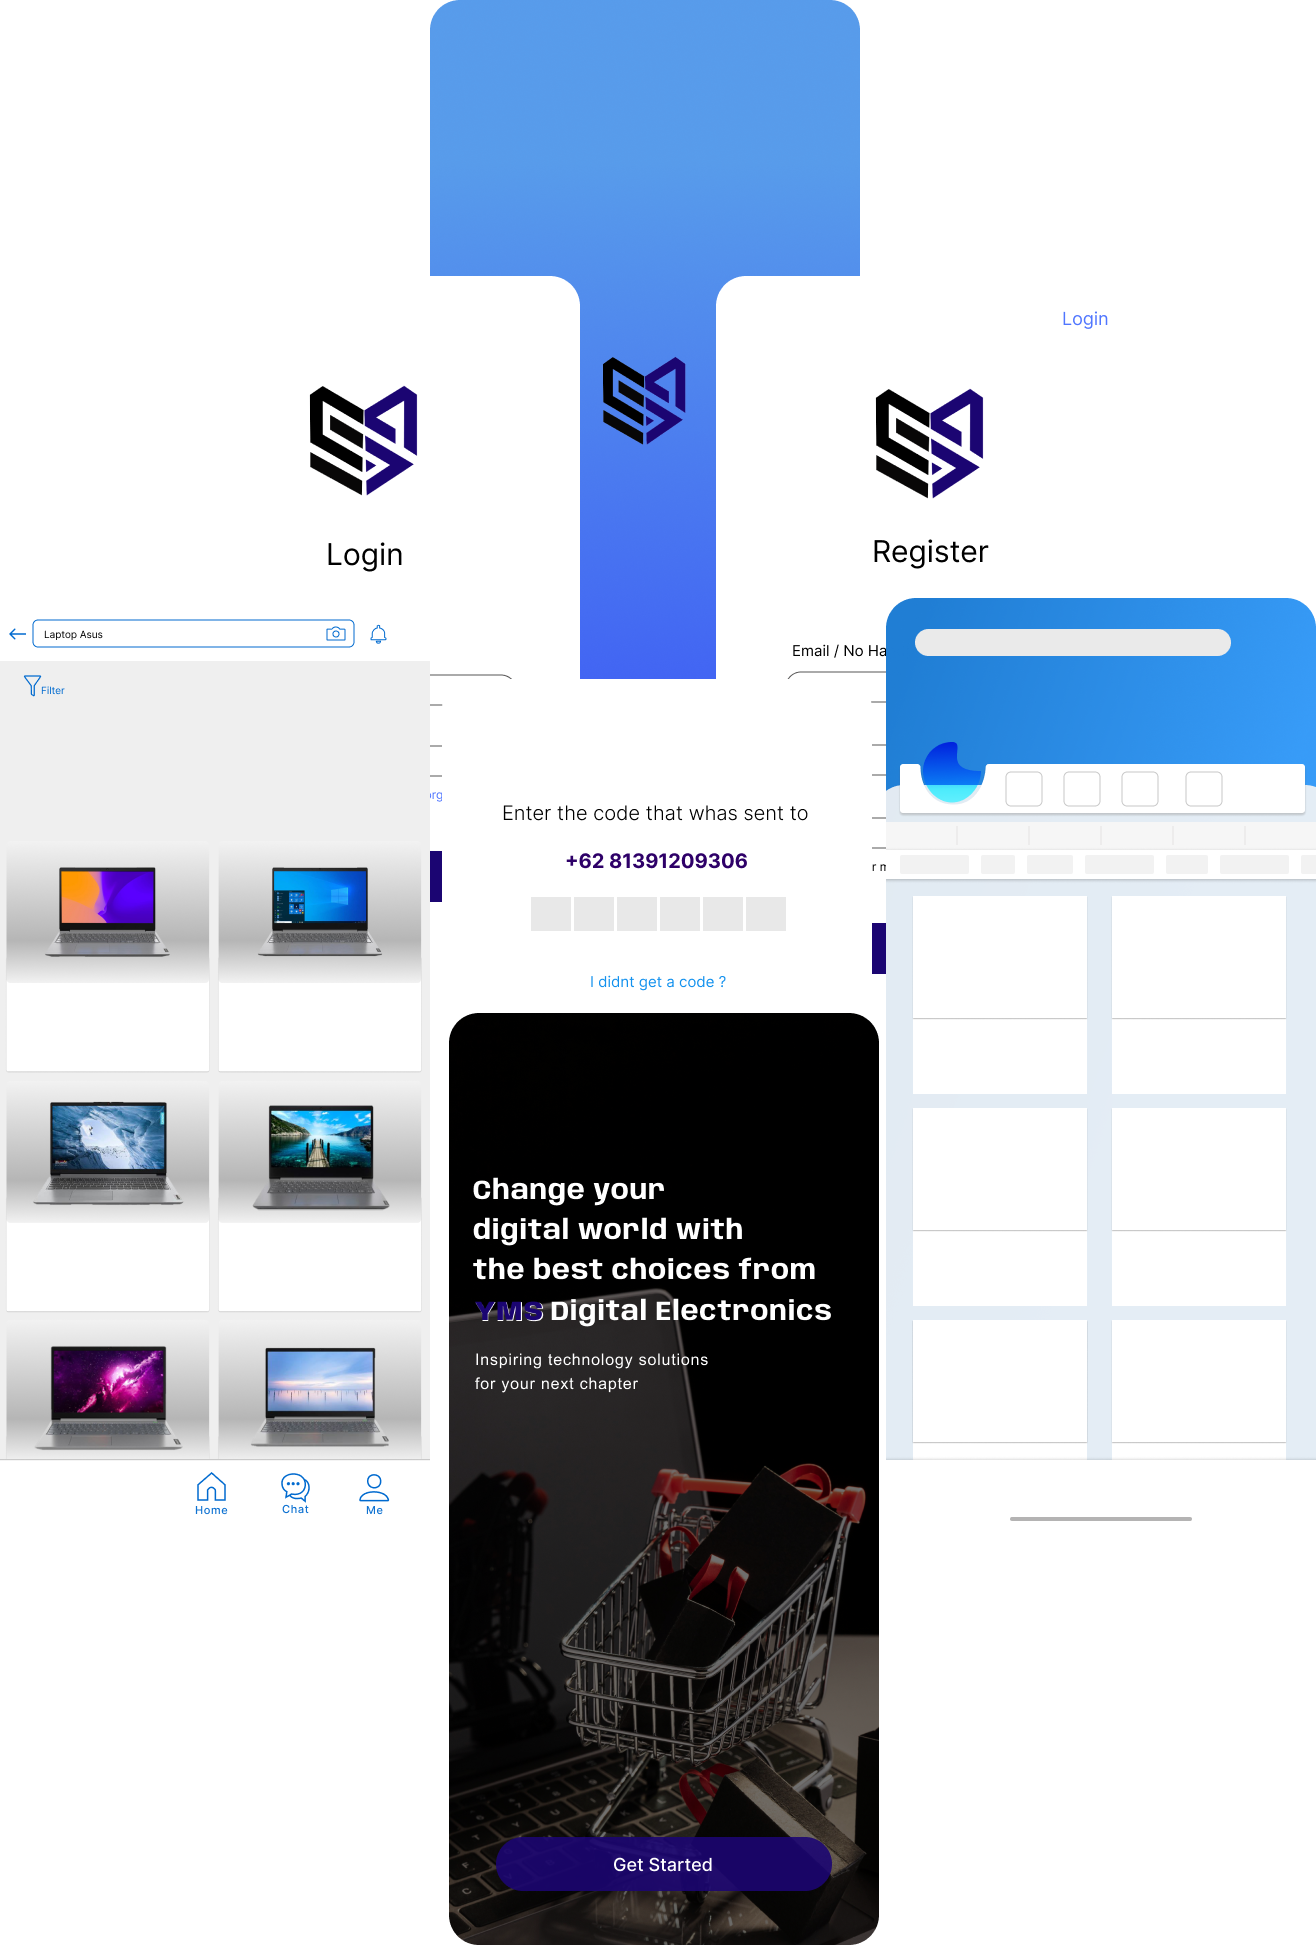 Login
Login
Register
Laptop Asus
Email / No Ha
Filter
Enter the code that whas sent to
+62 81391209306
I didnt get a code ?
Change your
digital world with
the best choices from
YMS Digital Electronics
Inspiring technology solutions
for your next chapter
Home
Chat
Me
Get Started